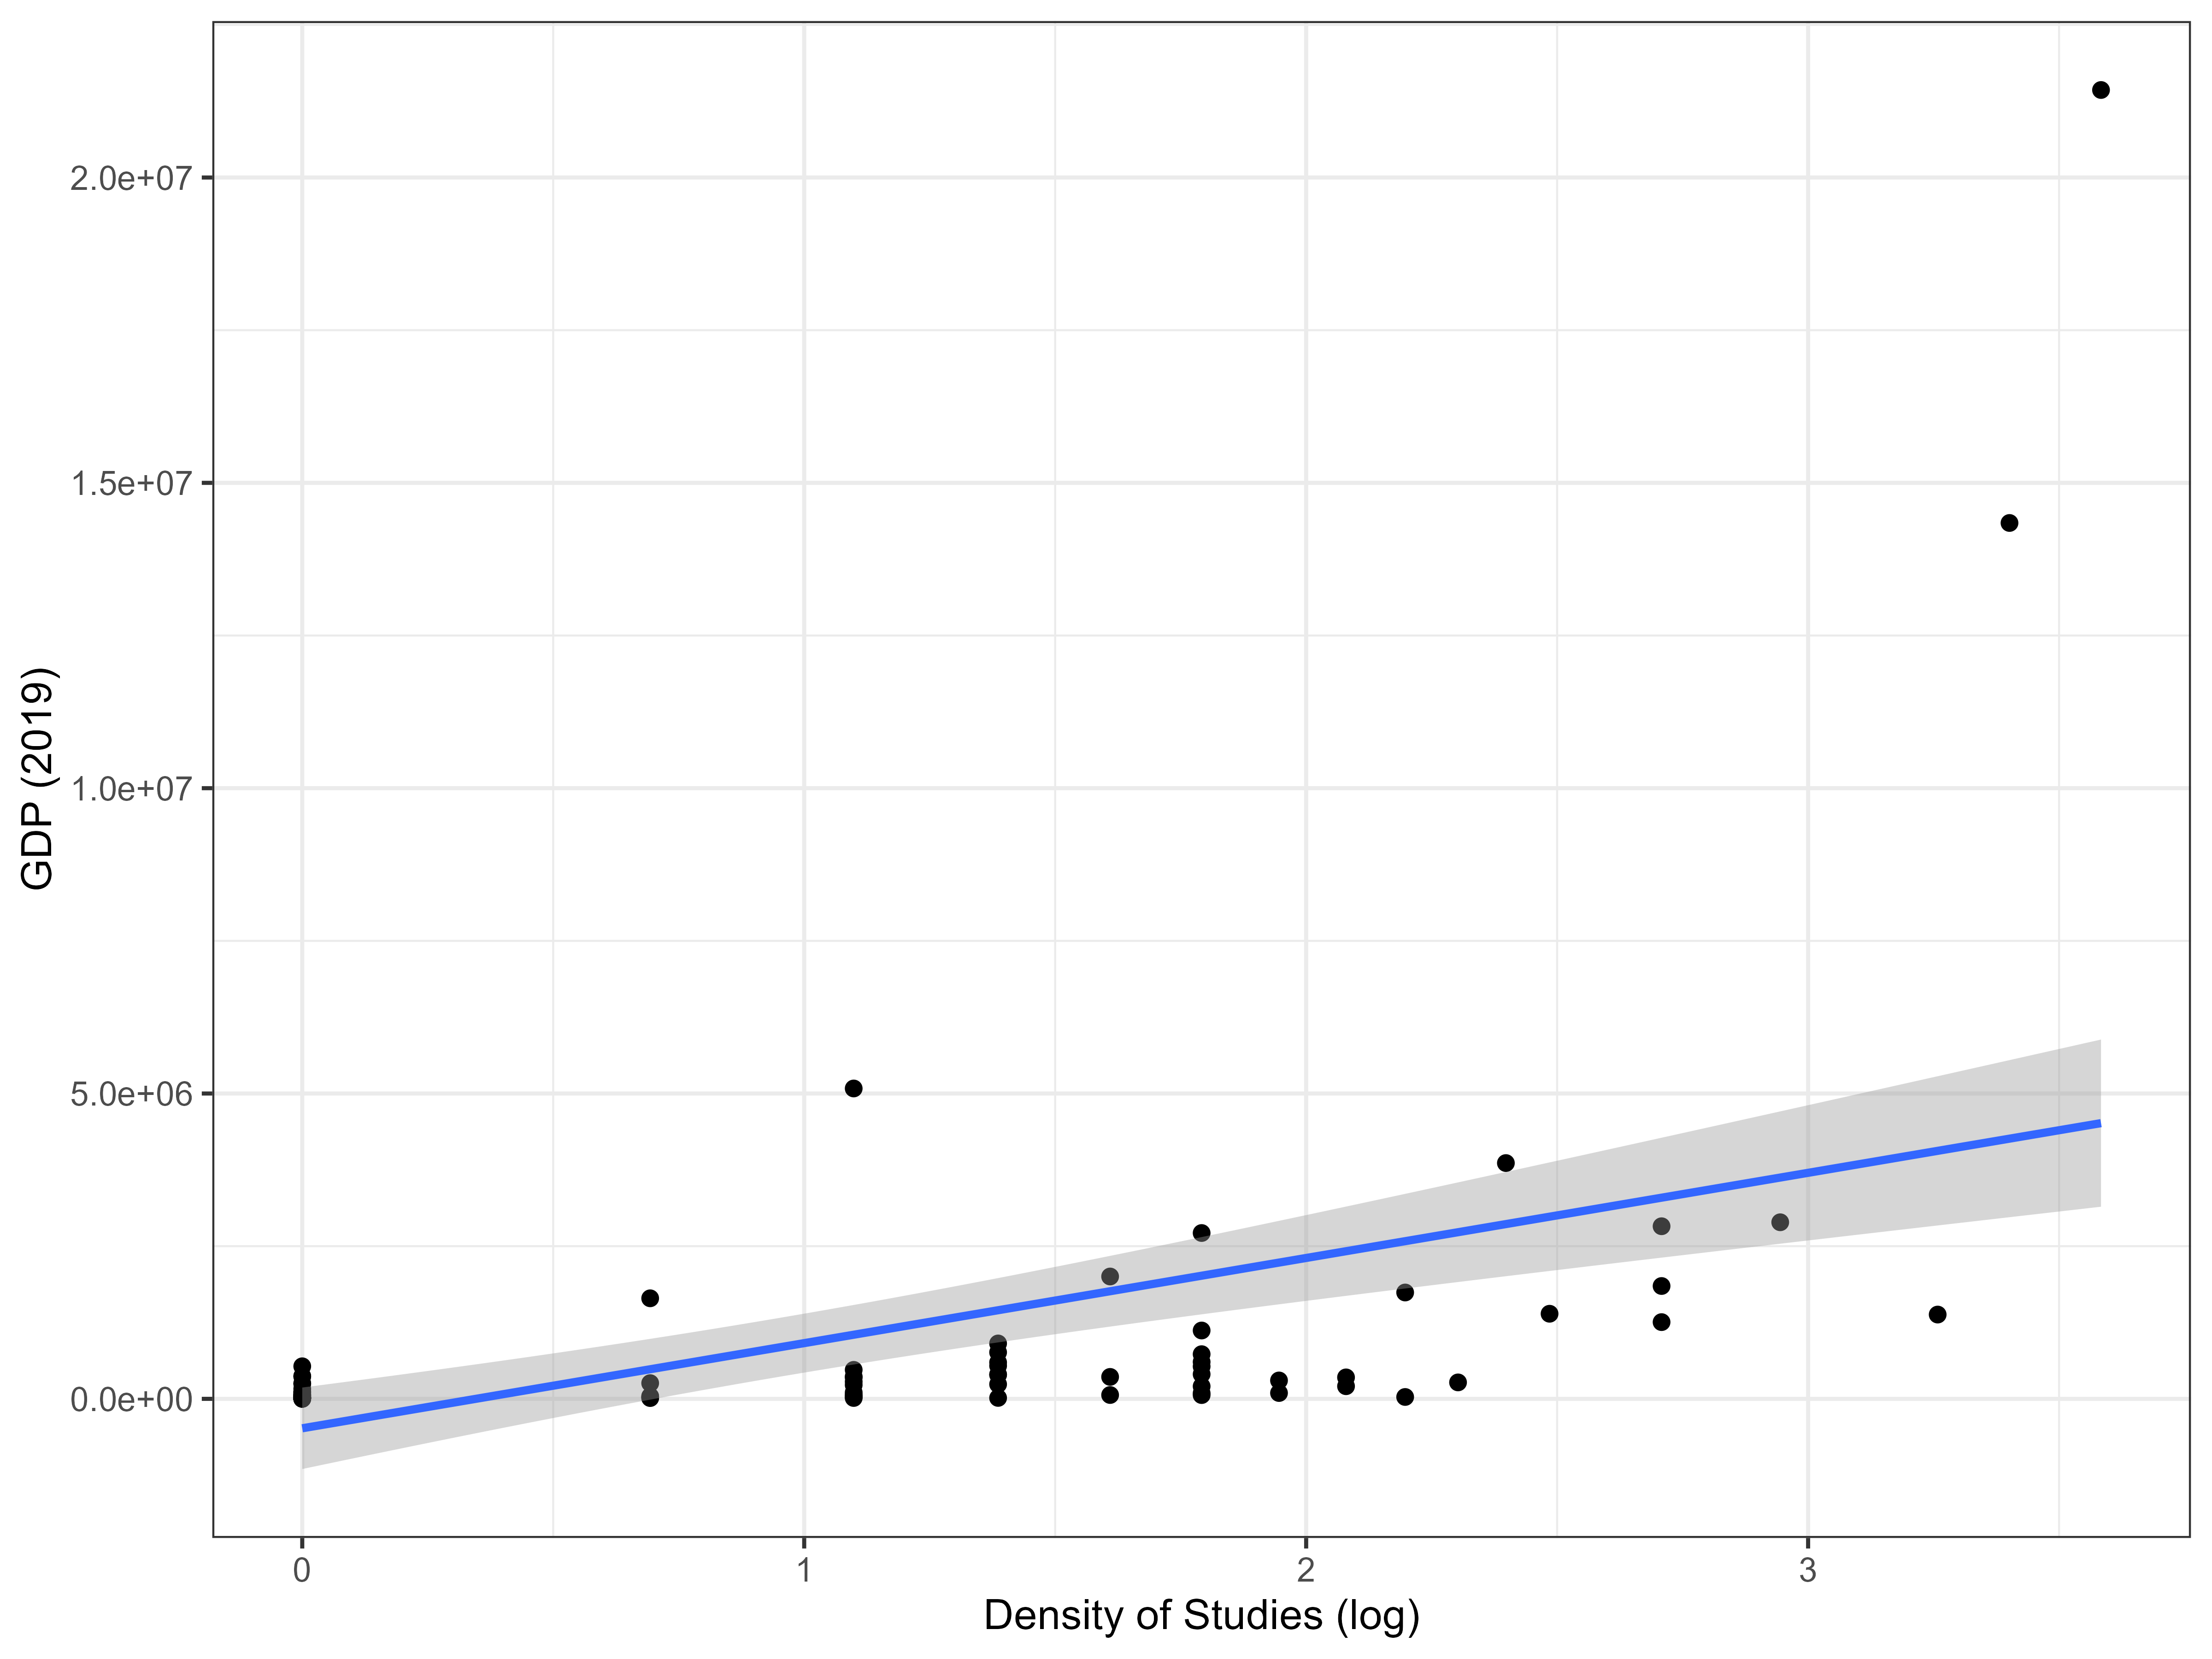 GDP (2019)
2.0e+07
1.5e+07
1.0e+07
5.0e+06
0.0e+00
0 1 2 3
Density of Studies (log)